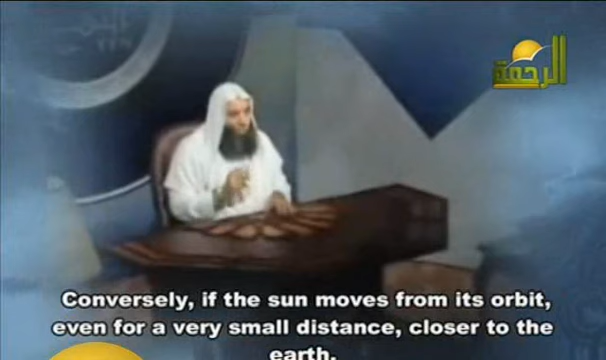 الرحمة
Conversely, if the sun moves from its orbit,
even for a very small distance, closer to the
earth.